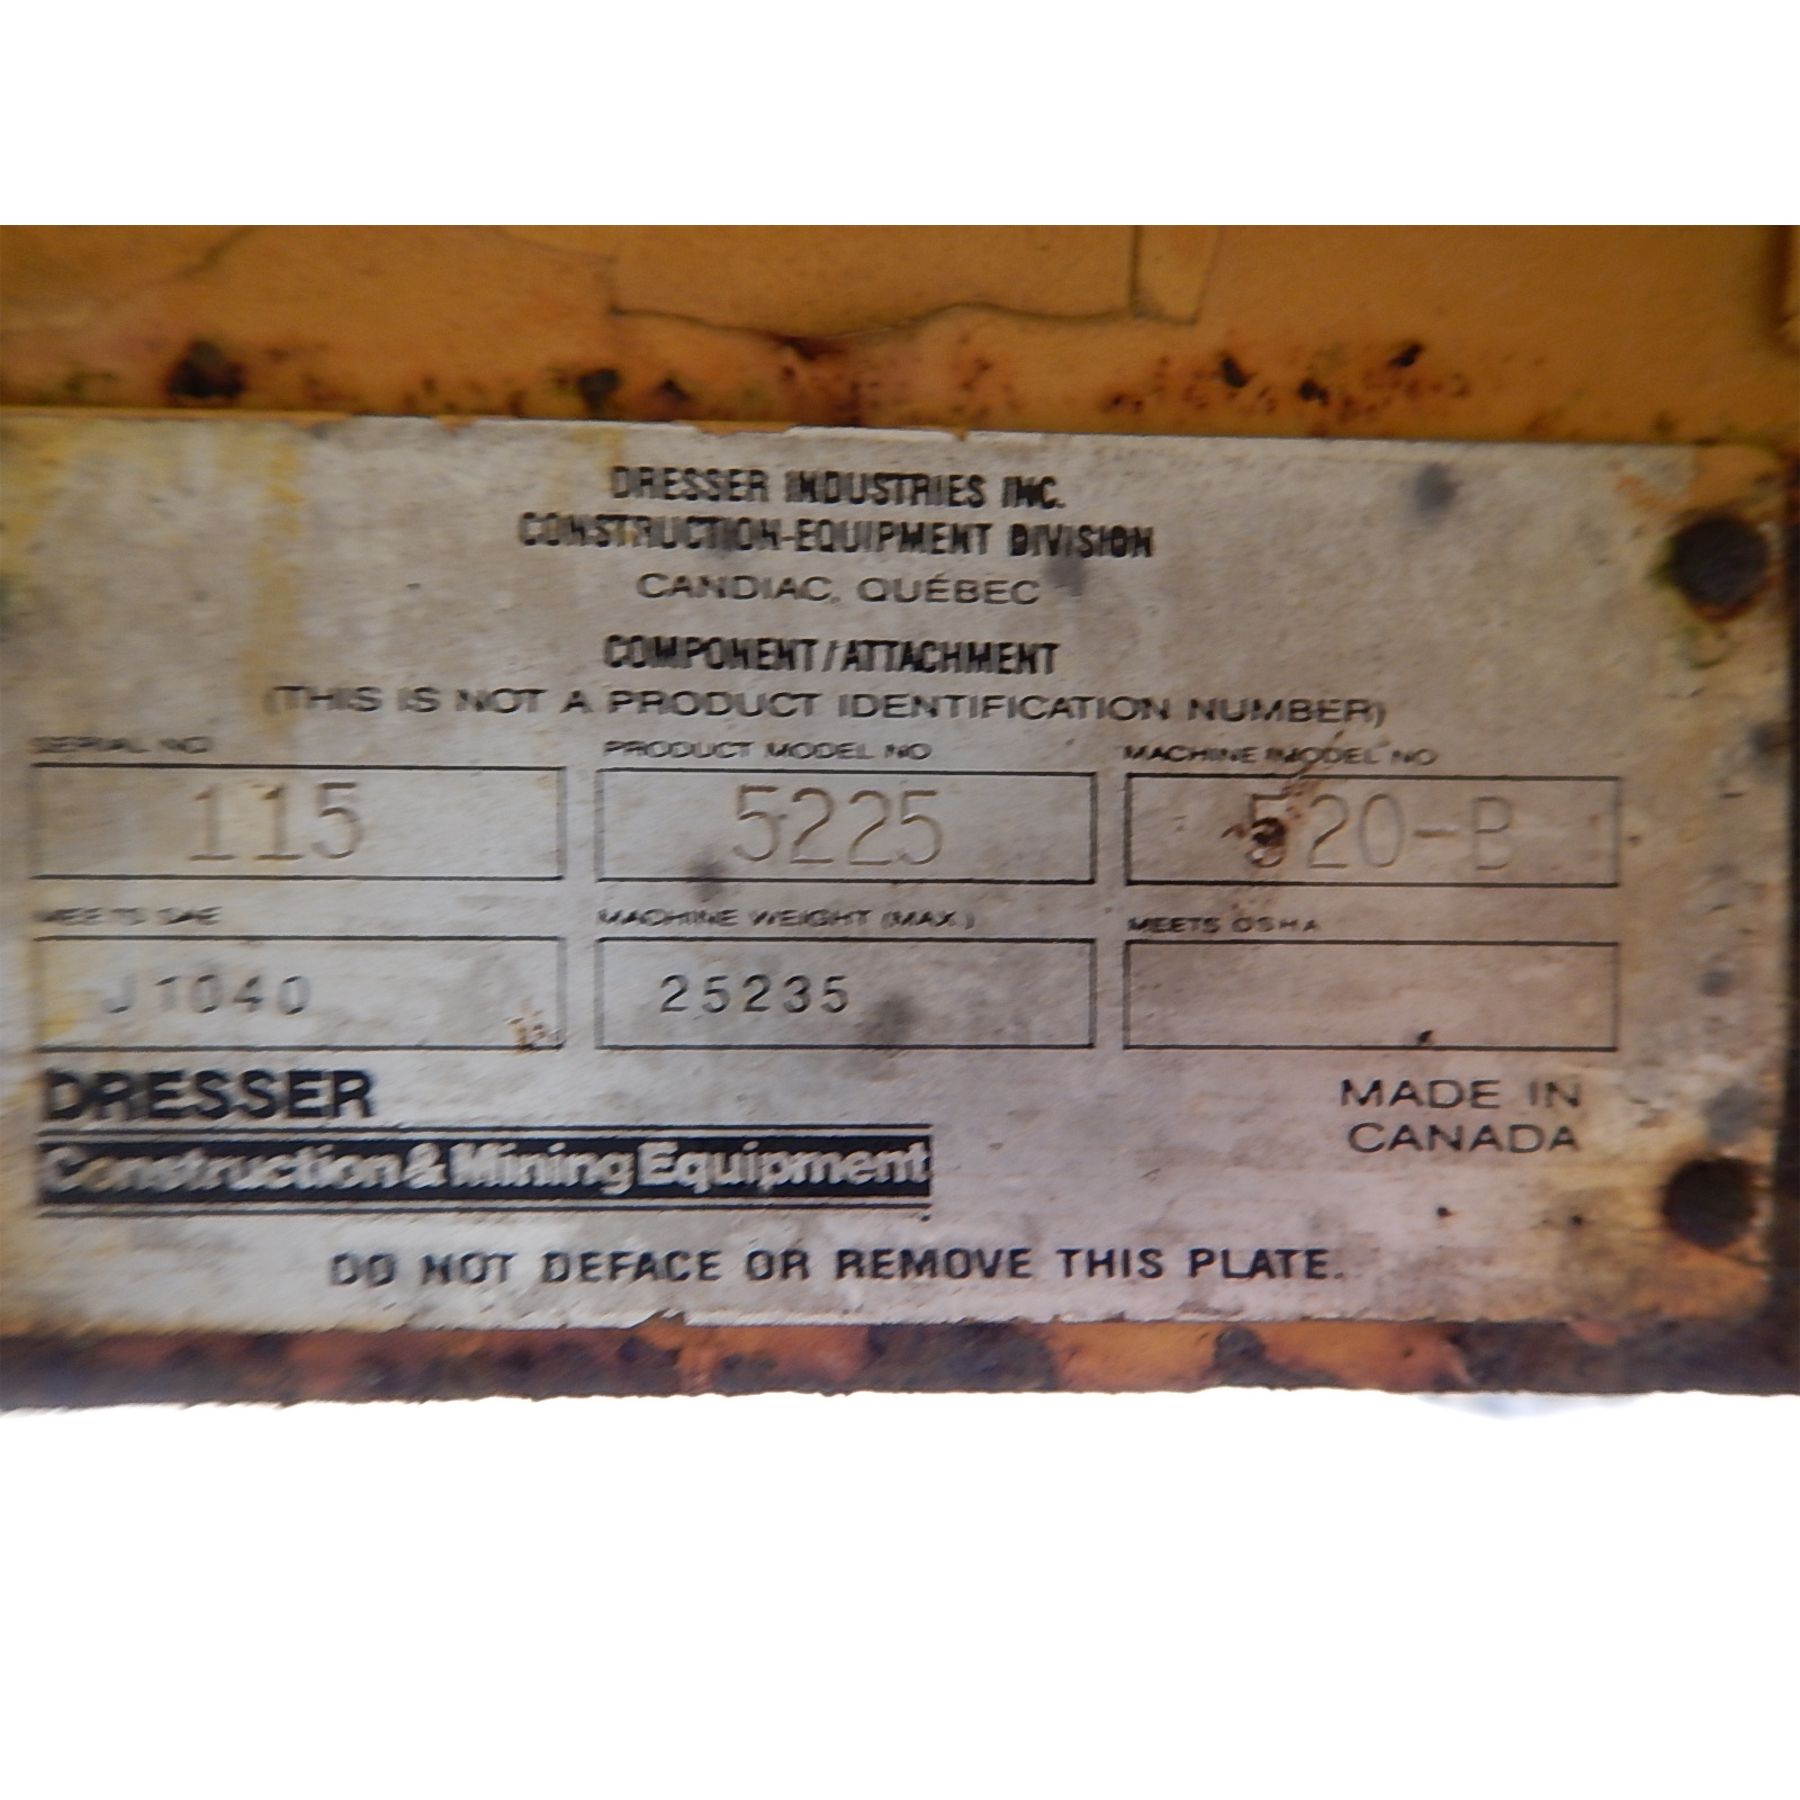 DRESSER INDUSTRIES INC.
CONSTRUCTION-EQUIPMENT DIVISION
CANDIAC, QUÉBEC
COMPONENT/ATTACHMENT
(THIS IS NOT A PRODUCT IDENTIFICATION NUMBER)
SERIAL NO PRODUCT MODEL NO MACHINE MODEL NO
115 5225 520-B
MEETS SAE MACHINE WEIGHT (MAX.) MEETS OSHA
J1040 25235
DRESSER
Construction & Mining Equipment
MADE IN
CANADA
DO NOT DEFACE OR REMOVE THIS PLATE.